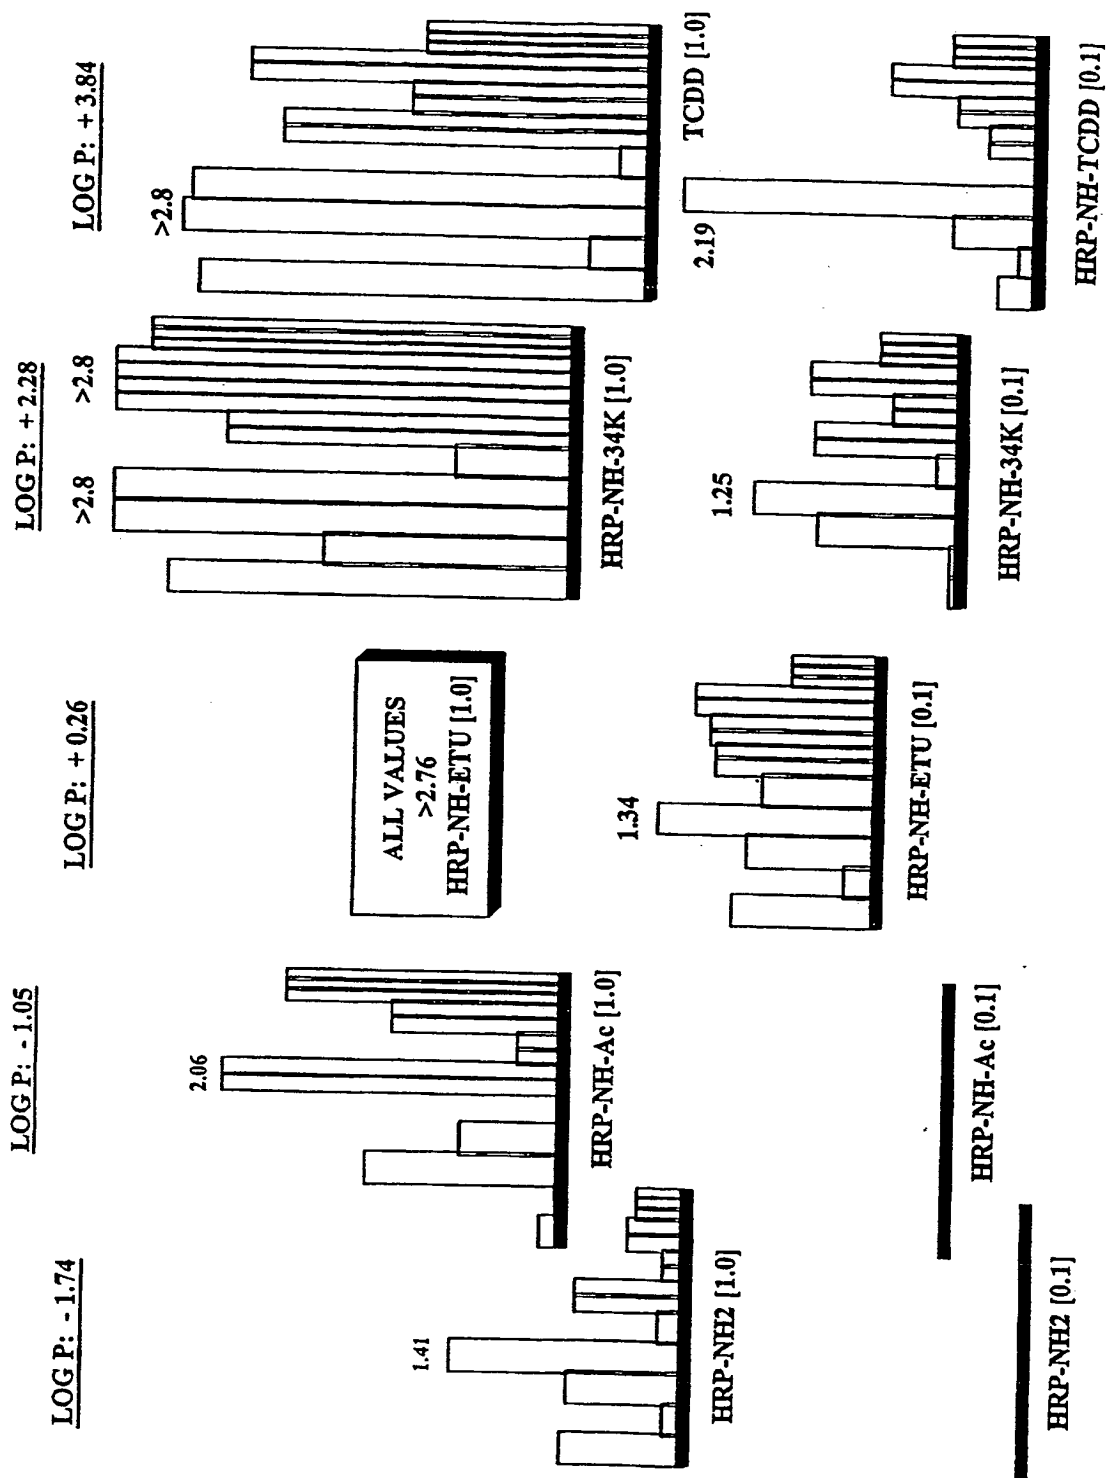 LOG P: - 1.74
1.41
HRP-NH2 [1.0]
HRP-NH2 [0.1]
LOG P: - 1.05
2.06
HRP-NH-Ac [1.0]
HRP-NH-Ac [0.1]
LOG P: + 0.26
ALL VALUES
>2.76
HRP-NH-ETU [1.0]
1.34
HRP-NH-ETU [0.1]
LOG P: + 2.28
>2.8 >2.8
HRP-NH-34K [1.0]
1.25
HRP-NH-34K [0.1]
LOG P: + 3.84
>2.8
TCDD [1.0]
2.19
HRP-NH-TCDD [0.1]